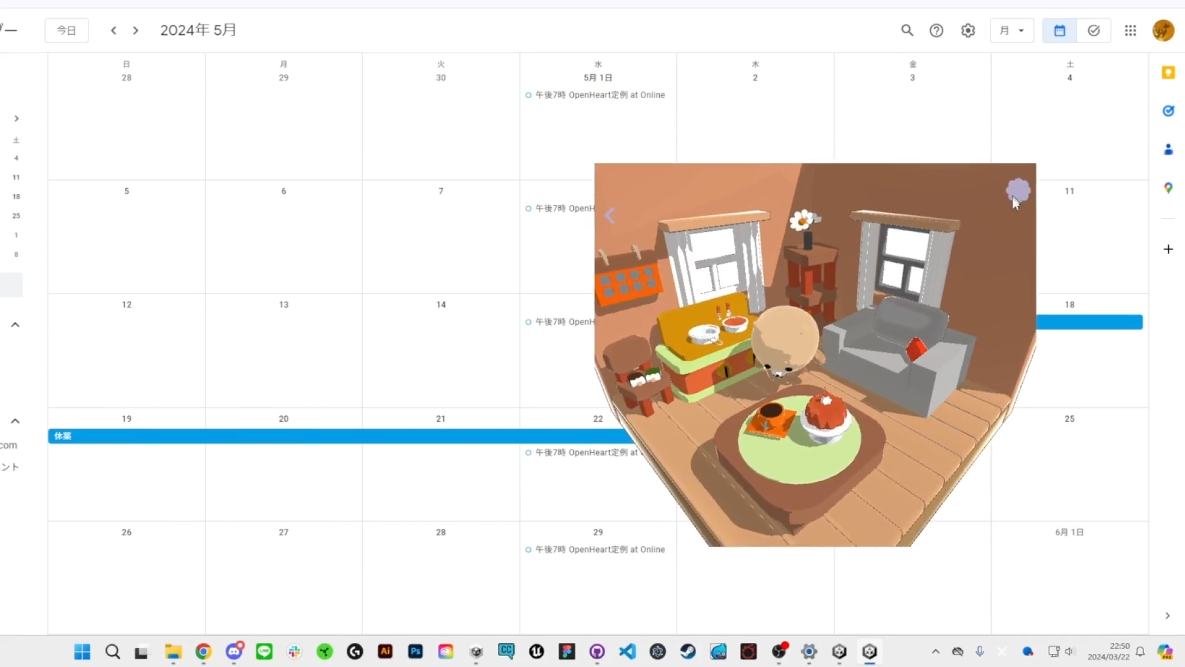 今日
2024年 5月
月
日
28
月
29
火
30
水
5月 1日
木
2
金
3
土
4
午後7時 OpenHeart定例 at Online
土
4
11
18
25
1
8
5
6
7
11
午後7時 OpenH
12
13
14
18
午後7時 OpenH
19
20
21
22
25
午後7時 OpenHeart定例 at
com
ント
26
27
28
29
6月 1日
午後7時 OpenHeart定例 at Online
22:50
2024/03/22